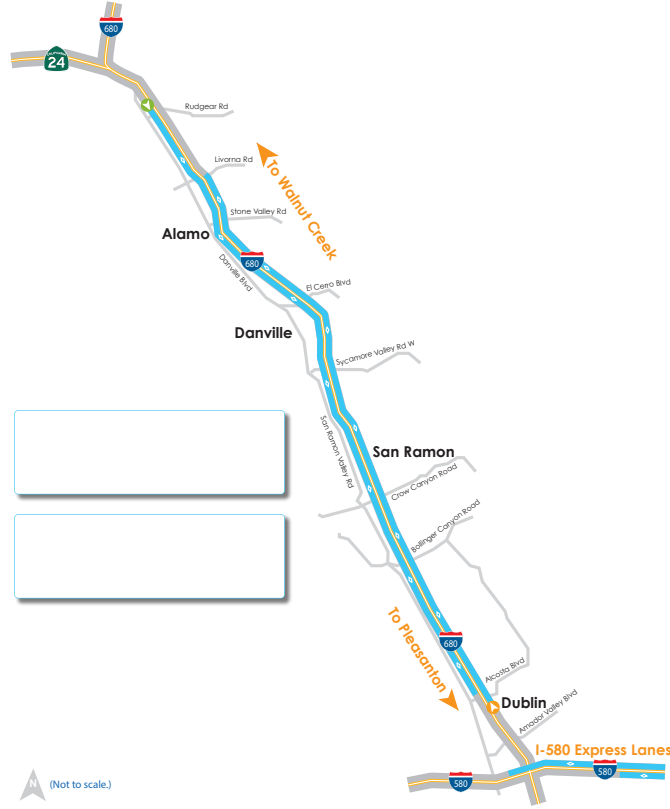 680
CALIFORNIA
24
Rudgear Rd
Livorna Rd
To Walnut Creek
Stone Valley Rd
Alamo
680
Danville Blvd
El Cerro Blvd
Danville
Sycamore Valley Rd W
San Ramon Valley Rd
San Ramon
Crow Canyon Road
Bollinger Canyon Road
To Pleasanton
680
Alcosta Blvd
Dublin
Amador Valley Blvd
I-580 Express Lanes
580
580
N
(Not to scale.)